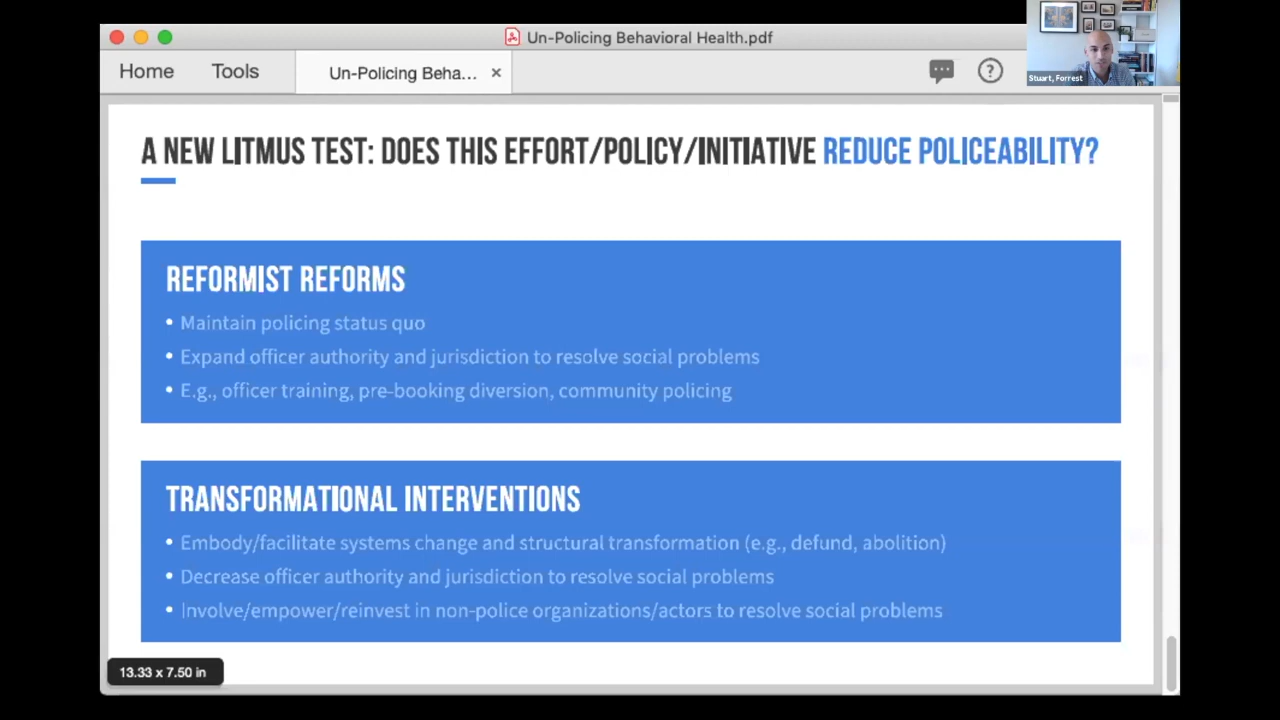 Un-Policing Behavioral Health.pdf
Home Tools Un-Policing Beha... ×
?
Stuart, Forrest
A NEW LITMUS TEST: DOES THIS EFFORT/POLICY/INITIATIVE REDUCE POLICEABILITY?
REFORMIST REFORMS
• Maintain policing status quo
• Expand officer authority and jurisdiction to resolve social problems
• E.g., officer training, pre-booking diversion, community policing
TRANSFORMATIONAL INTERVENTIONS
• Embody/facilitate systems change and structural transformation (e.g., defund, abolition)
• Decrease officer authority and jurisdiction to resolve social problems
• Involve/empower/reinvest in non-police organizations/actors to resolve social problems
13.33 x 7.50 in